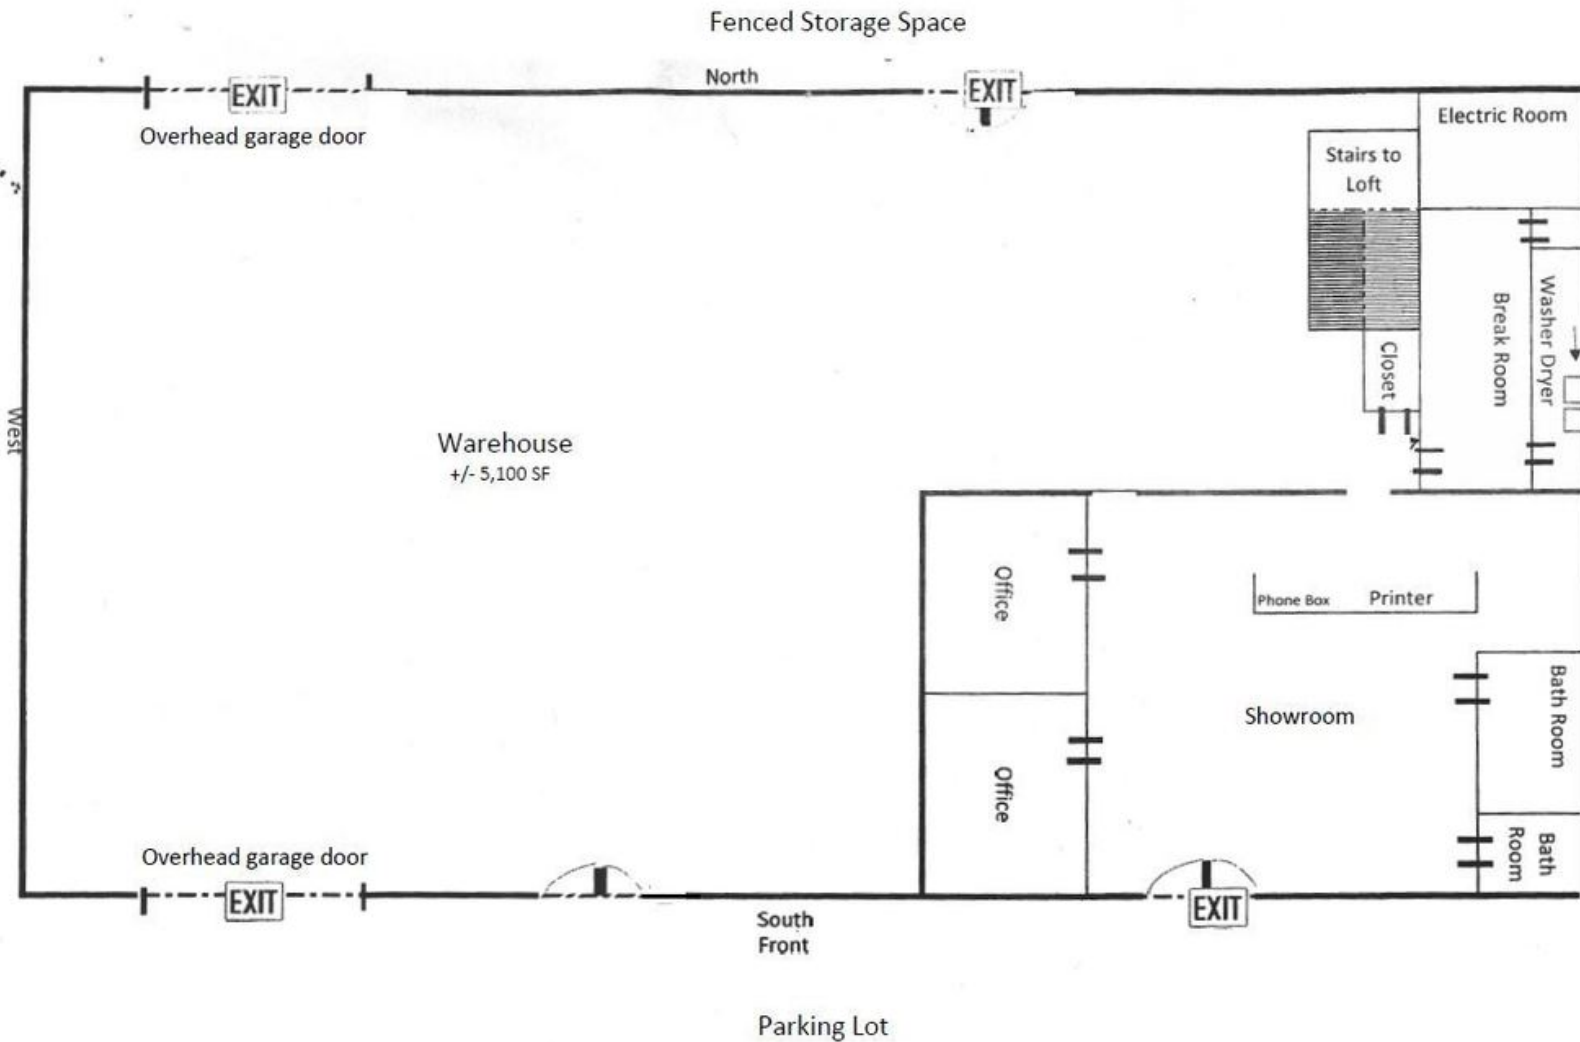 Fenced Storage Space
North
EXIT
EXIT
Overhead garage door
Electric Room
Stairs to
Loft
Break Room
Washer Dryer
Closet
West
Warehouse
+/- 5,100 SF
Office
Phone Box
Printer
Showroom
Bath Room
Office
Bath
Room
Overhead garage door
EXIT
EXIT
South
Front
Parking Lot